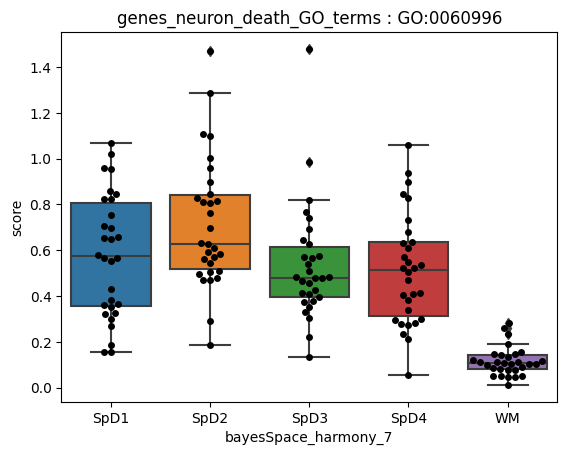 genes_neuron_death_GO_terms : GO:0060996
score
1.4
1.2
1.0
0.8
0.6
0.4
0.2
0.0
SpD1 SpD2 SpD3 SpD4 WM
bayesSpace_harmony_7